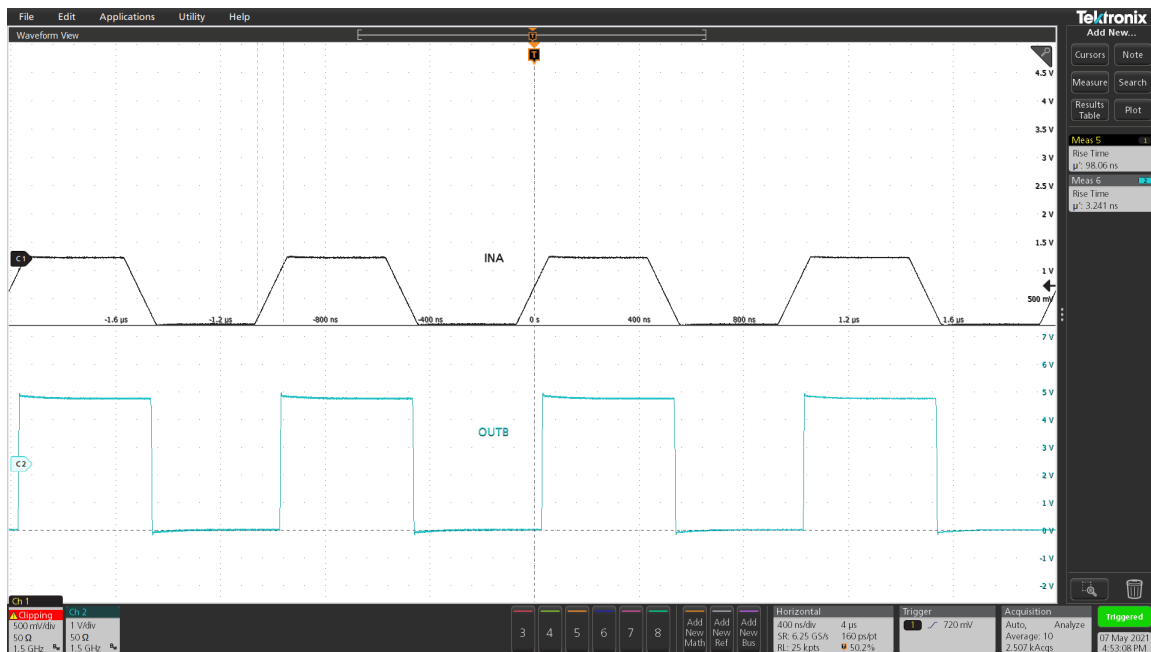 File Edit Applications Utility Help
Tektronix
Waveform View
Add New...
T
T
Cursors Note
Measure Search
Results Table Plot
Meas 5 1
Rise Time
µ': 98.06 ns
Meas 6 2
Rise Time
µ': 3.241 ns
4.5 V
4 V
3.5 V
3 V
2.5 V
2 V
1.5 V
1 V
500 mV
C1
INA
-1.6 µs -1.2 µs -800 ns -400 ns 0 s 400 ns 800 ns 1.2 µs 1.6 µs
7 V
6 V
5 V
4 V
3 V
2 V
1 V
0 V
-1 V
-2 V
OUTB
C2
Ch 1
Clipping
500 mV/div
50 Ω
1.5 GHz
Ch 2
1 V/div
50 Ω
1.5 GHz
3 4 5 6 7 8
Add New Math
Add New Ref
Add New Bus
Horizontal
400 ns/div 4 µs
SR: 6.25 GS/s 160 ps/pt
RL: 25 kpts 50.2%
Trigger
1 720 mV
Acquisition
Auto, Analyze
Average: 10
2.507 kAcqs
Triggered
07 May 2021
4:53:08 PM